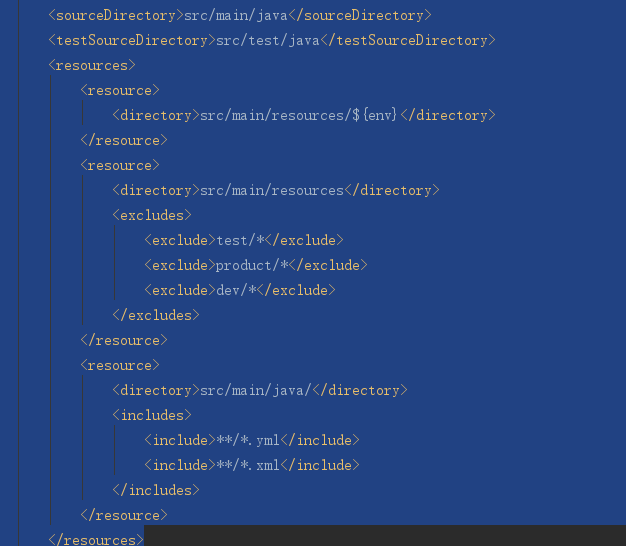 <sourceDirectory>src/main/java</sourceDirectory>
<testSourceDirectory>src/test/java</testSourceDirectory>
<resources>
<resource>
<directory>src/main/resources/${env}</directory>
</resource>
<resource>
<directory>src/main/resources</directory>
<excludes>
<exclude>test/*</exclude>
<exclude>product/*</exclude>
<exclude>dev/*</exclude>
</excludes>
</resource>
<resource>
<directory>src/main/java/</directory>
<includes>
<include>**/*.yml</include>
<include>**/*.xml</include>
</includes>
</resource>
</resources>